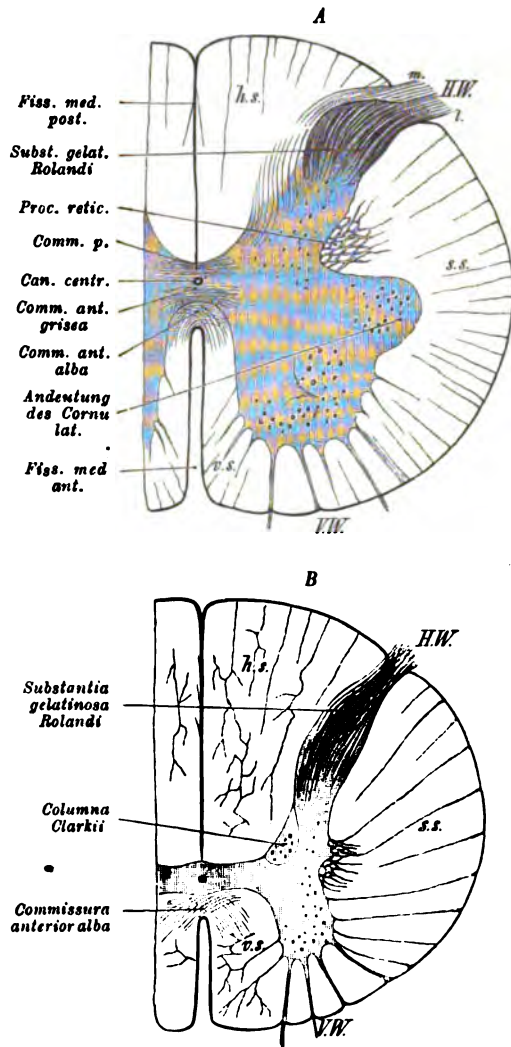 A
h.s.
m.
H.W.
l.
Fiss. med.
post.
Subst. gelat.
Rolandi
Proc. retic.
Comm. p.
s.s.
Can. centr.
Comm. ant.
grisea
Comm. ant.
alba
Andeutung
des Cornu
lat.
Fiss. med
ant.
v.s.
V.W.
B
H.W.
h.s.
Substantia
gelatinosa
Rolandi
Columna
Clarkii
s.s.
Commissura
anterior alba
v.s.
V.W.